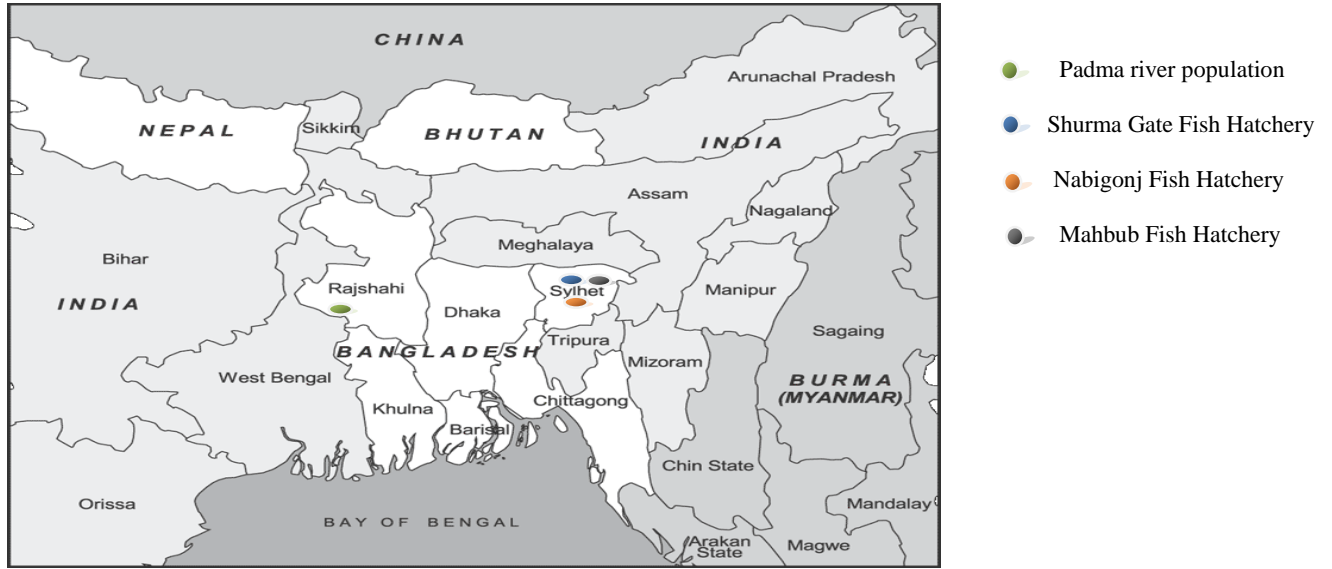 CHINA
Arunachal Pradesh
NEPAL
Sikkim
BHUTAN
INDIA
Assam
Nagaland
Meghalaya
Bihar
Rajshahi
Sylhet
Manipur
INDIA
Dhaka
Sagaing
Tripura
BANGLADESH
Mizoram
West Bengal
BURMA
(MYANMAR)
Khulna
Chittagong
Barisal
Chin State
Orissa
Mandalay
BAY OF BENGAL
Arakan
State
Magwe
Padma river population
Shurma Gate Fish Hatchery
Nabigonj Fish Hatchery
Mahbub Fish Hatchery